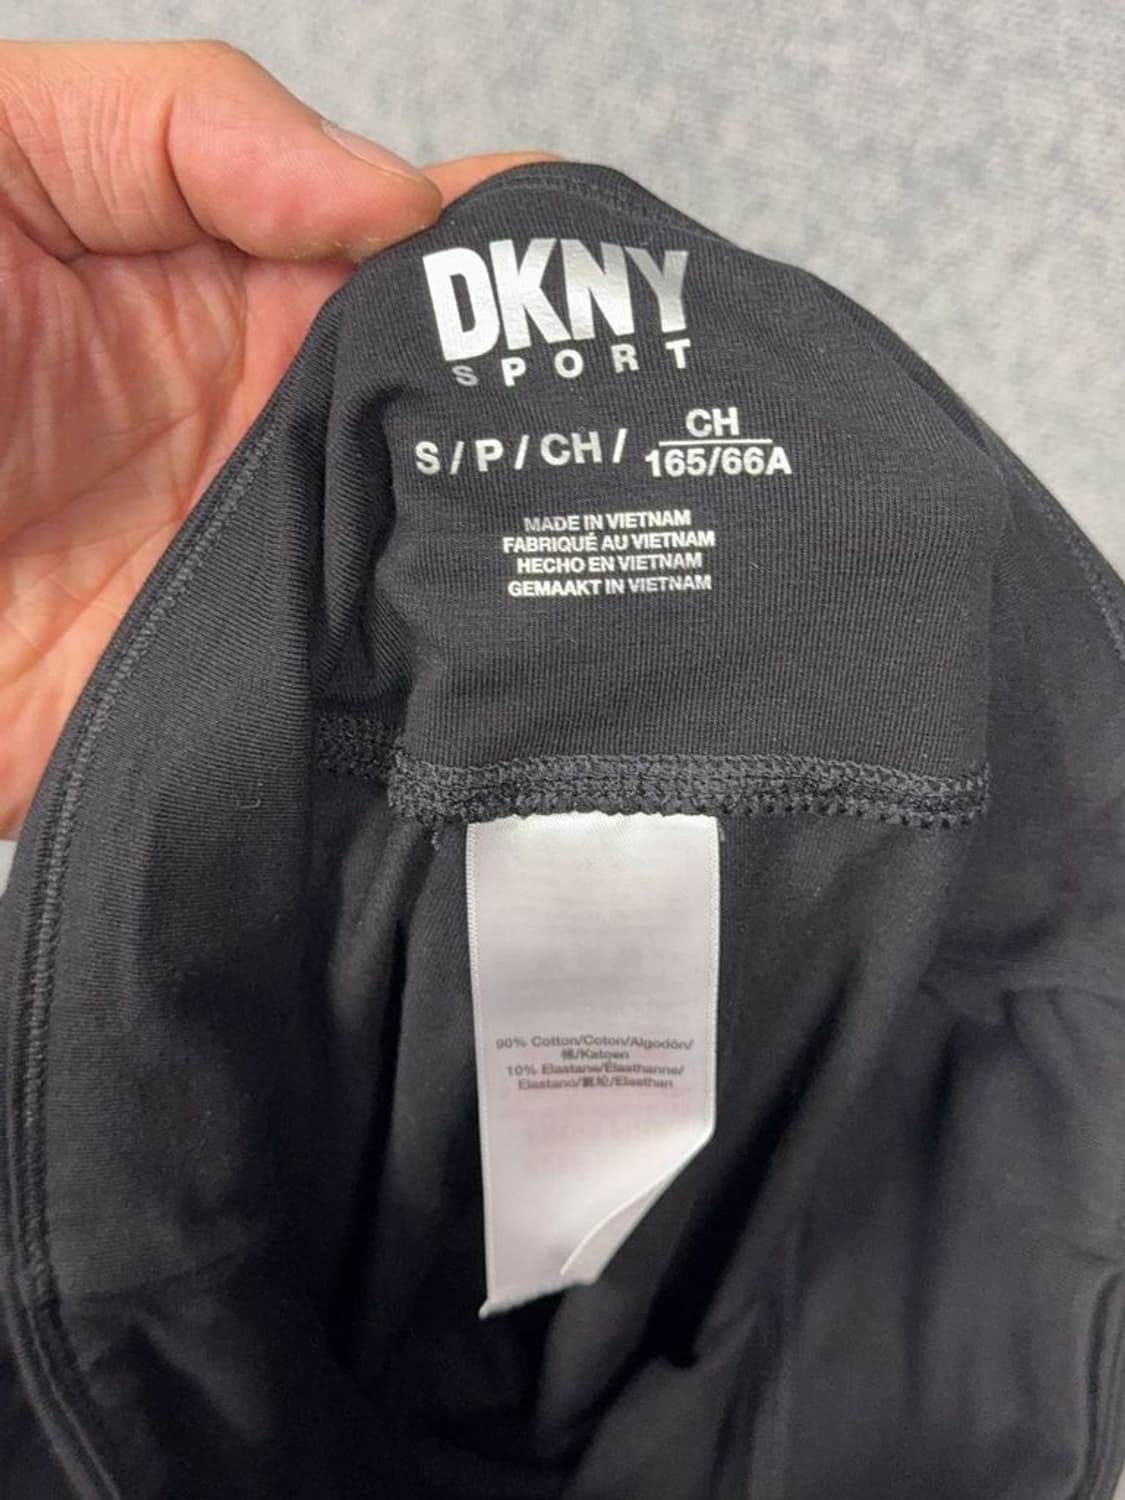 DKNY
SPORT
S/P/CH/ CH
165/66A
MADE IN VIETNAM
FABRIQUÉ AU VIETNAM
HECHO EN VIETNAM
GEMAAKT IN VIETNAM
90% Cotton/Coton/Algodón/
棉/Katoen
10% Elastane/Élasthanne/
Elastano/氨纶/Elasthan